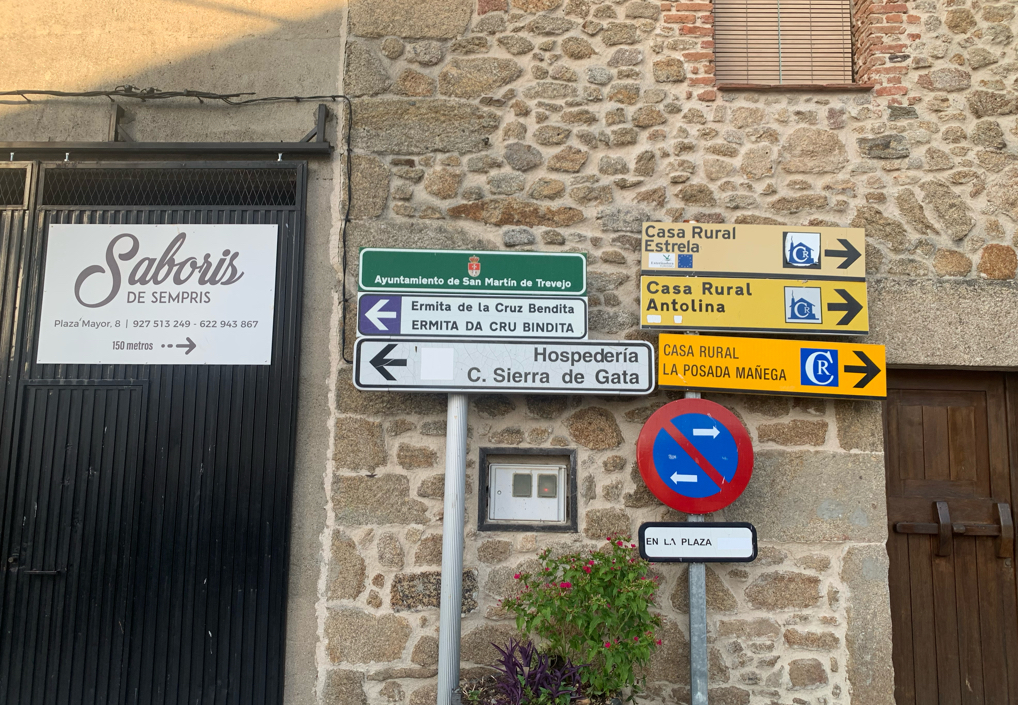 Saboris
DE SEMPRIS
Plaza Mayor, 8 | 927 513 249 - 622 943 867
150 metros
Ayuntamiento de San Martín de Trevejo
Ermita de la Cruz Bendita
ERMITA DA CRU BINDITA
Hospedería
C. Sierra de Gata
Casa Rural
Estrela
CR
Casa Rural
Antolina
CR
CASA RURAL
LA POSADA MAÑEGA
CR
EN LA PLAZA